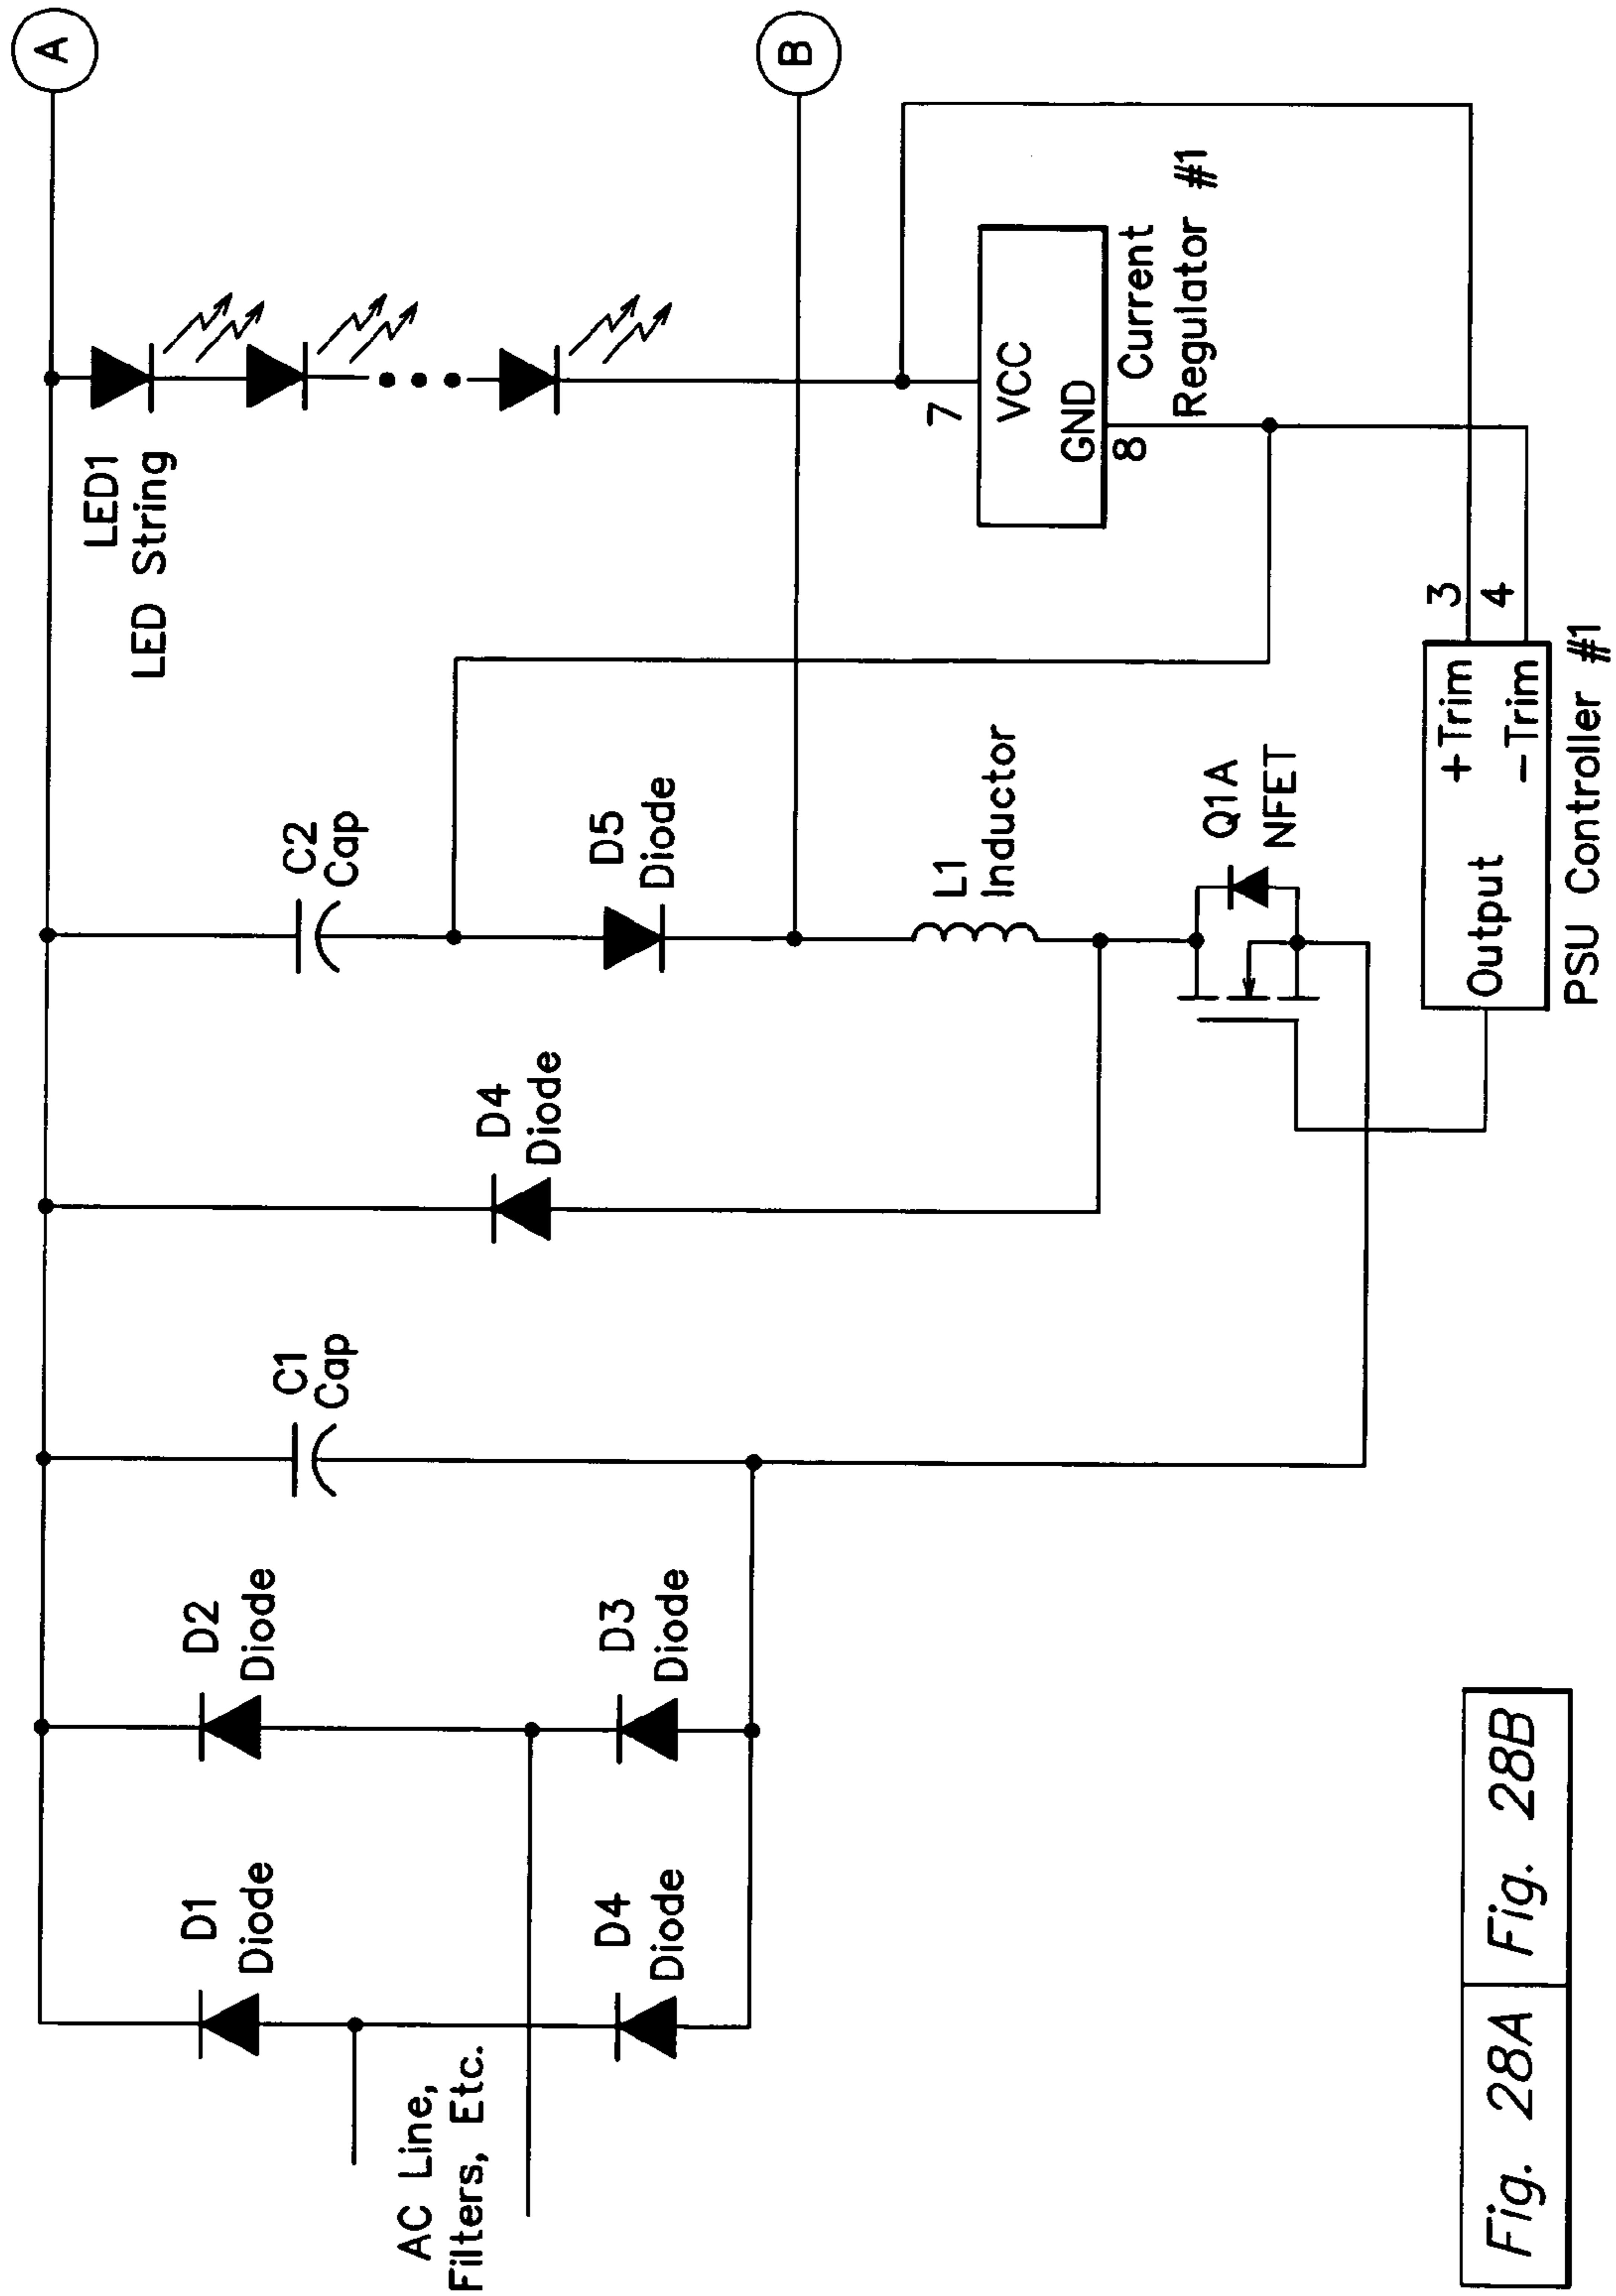 A
LED1
LED String
C2
Cap
D4
Diode
C1
Cap
D2
Diode
D1
Diode
B
D5
Diode
D3
Diode
D4
Diode
AC Line,
Filters, Etc.
7
VCC
GND
8
Current
Regulator #1
L1
Inductor
Q1A
NFET
3
+Trim
4
-Trim
Output
PSU Controller #1
Fig. 28A
Fig. 28B